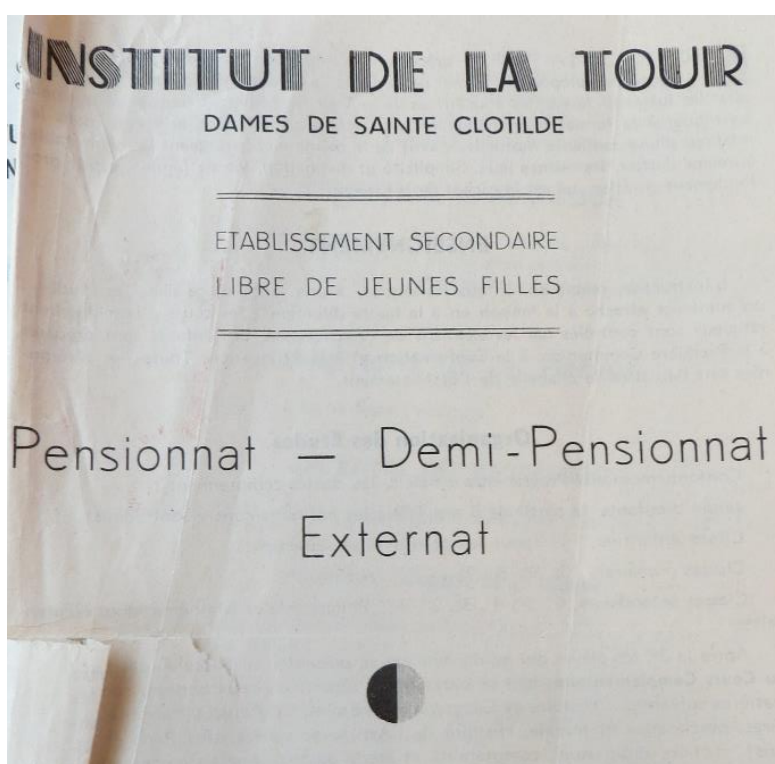 INSTITUT DE LA TOUR
DAMES DE SAINTE CLOTILDE
ETABLISSEMENT SECONDAIRE
LIBRE DE JEUNES FILLES
Pensionnat — Demi-Pensionnat
Externat